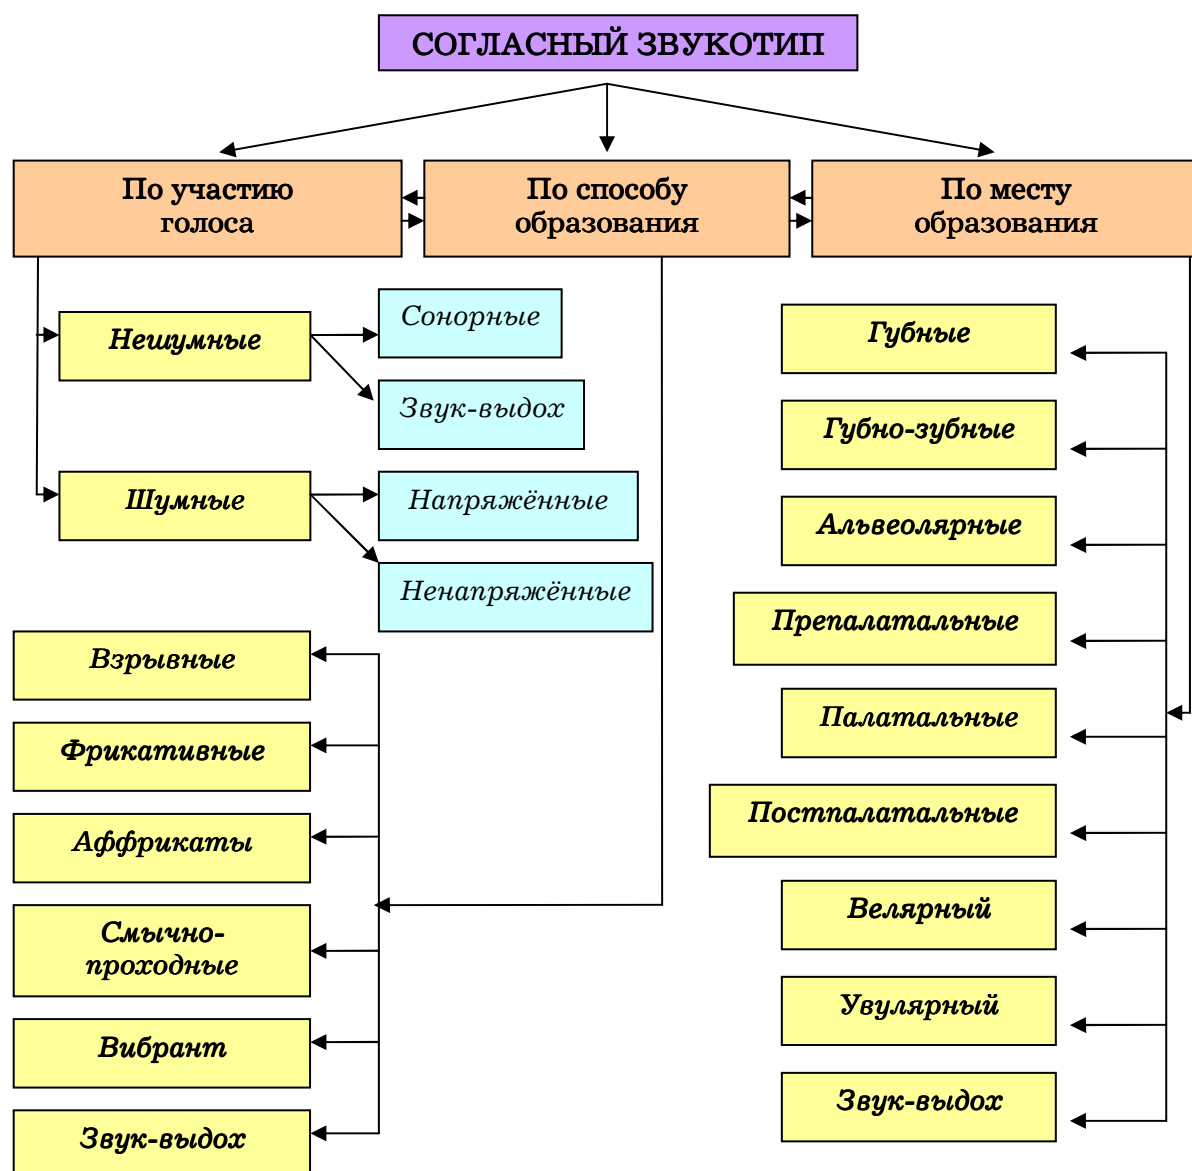 СОГЛАСНЫЙ ЗВУКОТИП
По участию
голоса
По способу
образования
По месту
образования
Нешумные
Сонорные
Звук-выдох
Шумные
Напряжённые
Ненапряжённые
Взрывные
Фрикативные
Аффрикаты
Смычно-
проходные
Вибрант
Звук-выдох
Губные
Губно-зубные
Альвеолярные
Препалатальные
Палатальные
Постпалатальные
Велярный
Увулярный
Звук-выдох